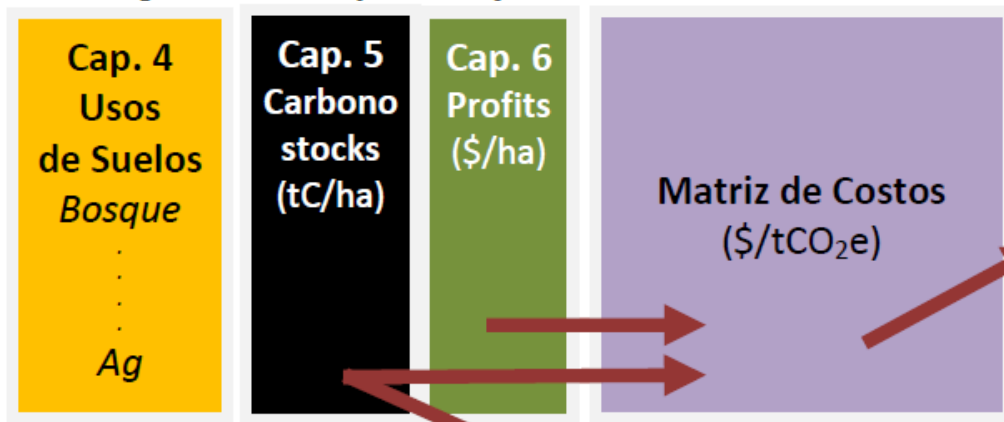 Cap. 4
Usos
de Suelos
Bosque
.
.
.
.
Ag
Cap. 5
Carbono
stocks
(tC/ha)
Cap. 6
Profits
($/ha)
Matriz de Costos
($/tCO₂e)